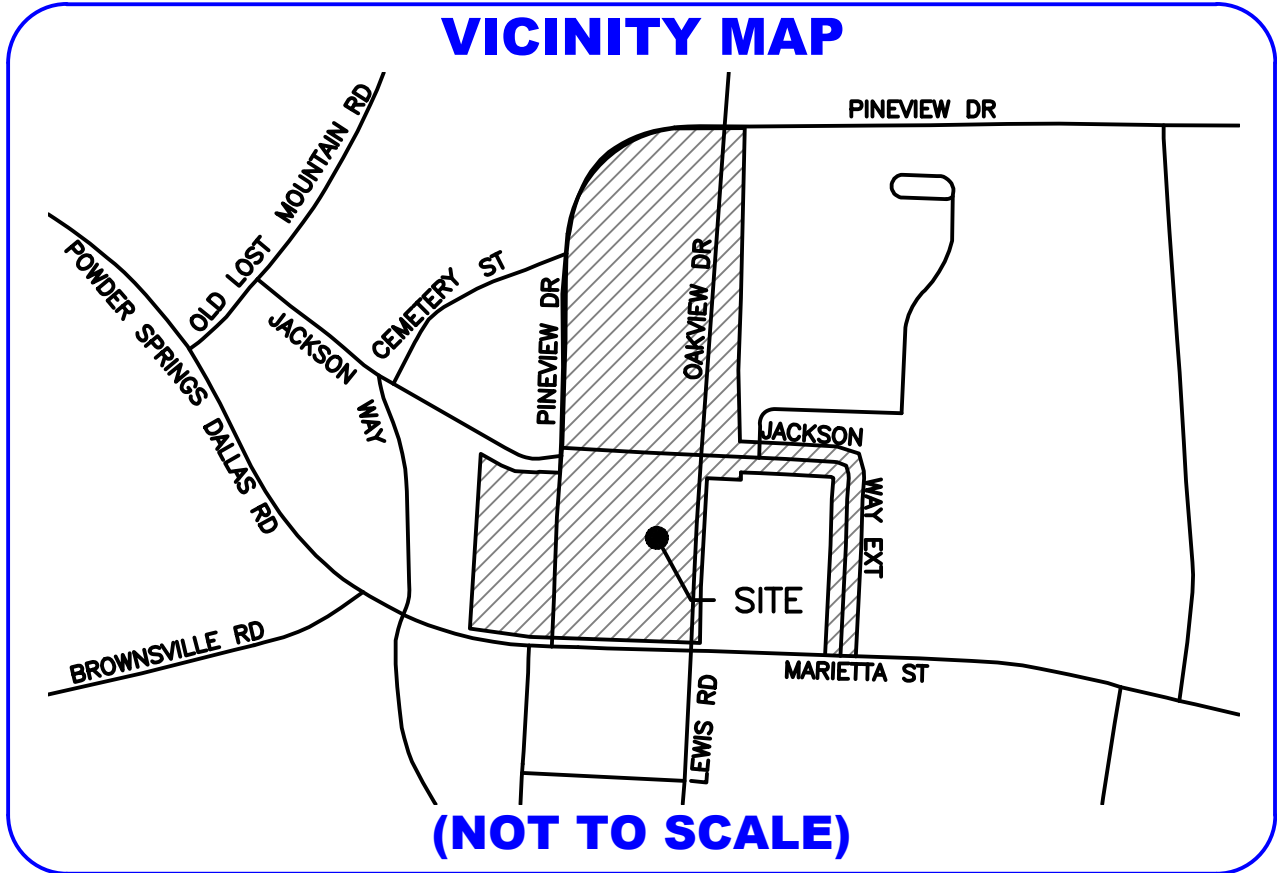 VICINITY MAP
PINEVIEW DR
OLD LOST MOUNTAIN RD
POWDER SPRINGS DALLAS RD
CEMETERY ST
OAKVIEW DR
PINEVIEW DR
JACKSON WAY
JACKSON WAY EXT
SITE
BROWNSVILLE RD
MARIETTA ST
LEWIS RD
(NOT TO SCALE)